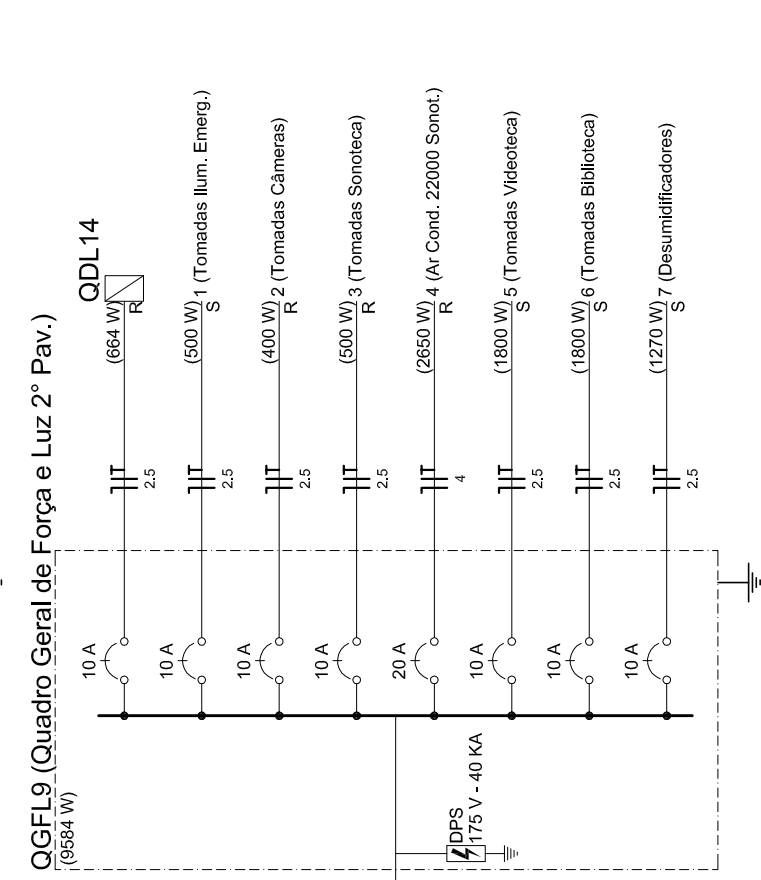 QGFL9 (Quadro Geral de Força e Luz 2° Pav.)
(9584 W)
QDL14
10 A
2.5
(664 W)
R
10 A
2.5
(500 W) 1 (Tomadas Ilum. Emerg.)
S
10 A
2.5
(400 W) 2 (Tomadas Câmeras)
R
10 A
2.5
(500 W) 3 (Tomadas Sonoteca)
R
20 A
4
(2650 W) 4 (Ar Cond. 22000 Sonot.)
R
10 A
2.5
(1800 W) 5 (Tomadas Videoteca)
S
10 A
2.5
(1800 W) 6 (Tomadas Biblioteca)
S
10 A
2.5
(1270 W) 7 (Desumidificadores)
S
DPS
175 V - 40 KA